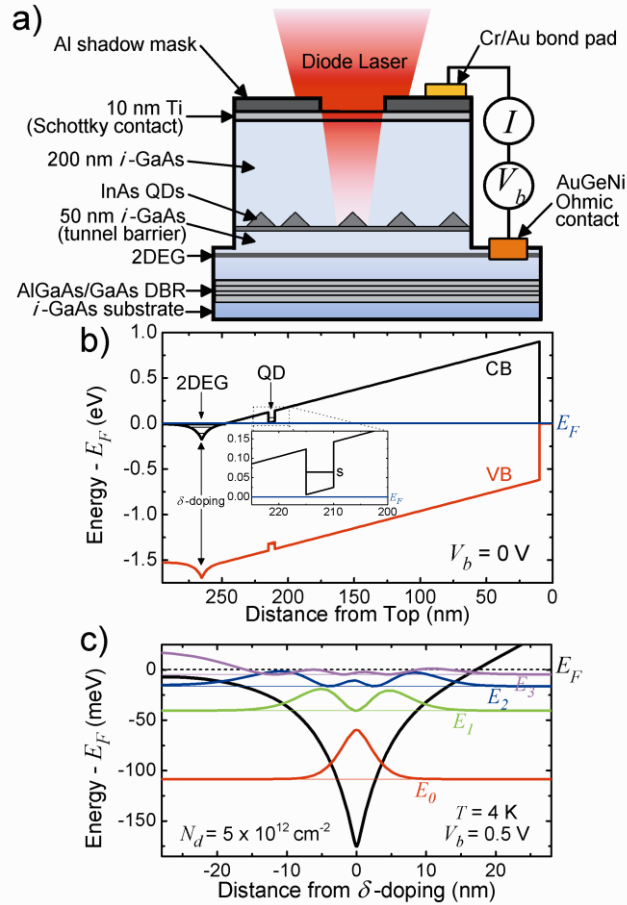 a)
Al shadow mask
Diode Laser
Cr/Au bond pad
10 nm Ti
(Schottky contact)
I
200 nm i-GaAs
V_b
InAs QDs
AuGeNi
Ohmic
contact
50 nm i-GaAs
(tunnel barrier)
2DEG
AlGaAs/GaAs DBR
i-GaAs substrate
b)
Energy - E_F (eV)
1.0
0.5
0.0
-0.5
-1.0
-1.5
2DEG
QD
CB
E_F
0.15
0.10
0.05
0.00
S
E_F
220
210
200
δ-doping
VB
V_b = 0 V
250
200
150
100
50
0
Distance from Top (nm)
c)
Energy - E_F (meV)
0
-50
-100
-150
E_F
E_3
E_2
E_1
E_0
N_d = 5 x 10^12 cm^-2
T = 4 K
V_b = 0.5 V
-20
-10
0
10
20
Distance from δ-doping (nm)